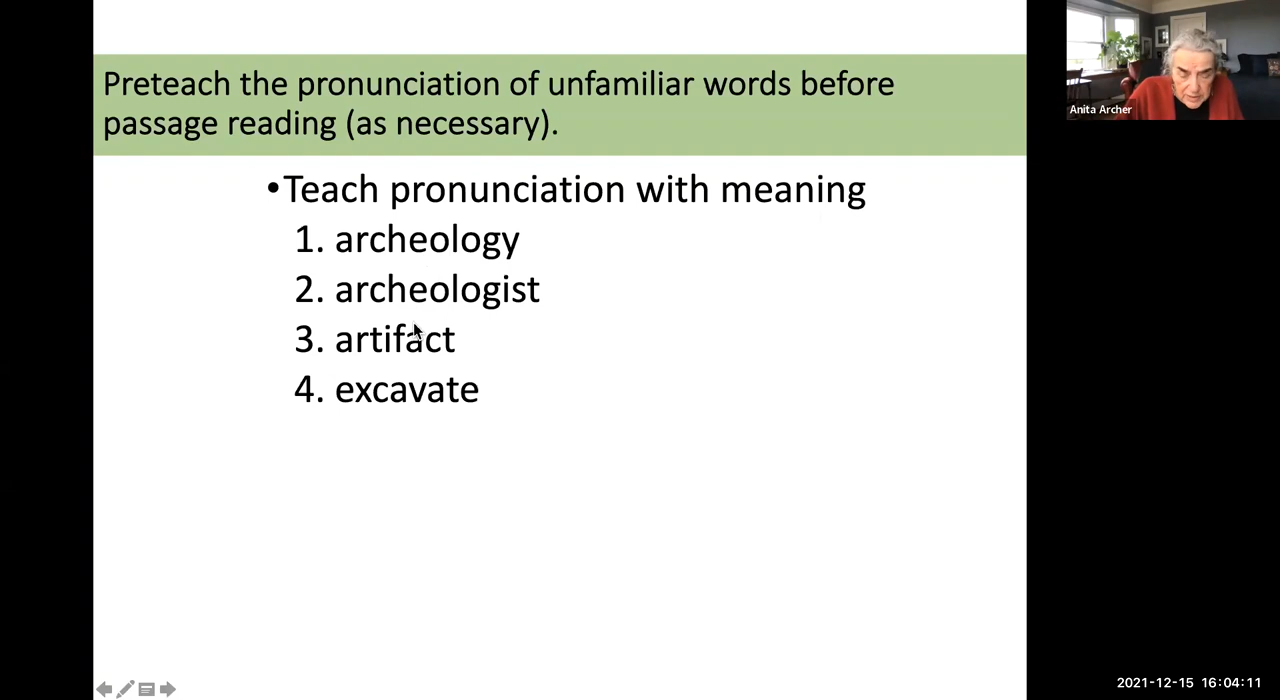 Preteach the pronunciation of unfamiliar words before
passage reading (as necessary).
•Teach pronunciation with meaning
1. archeology
2. archeologist
3. artifact
4. excavate
Anita Archer
2021-12-15 16:04:11